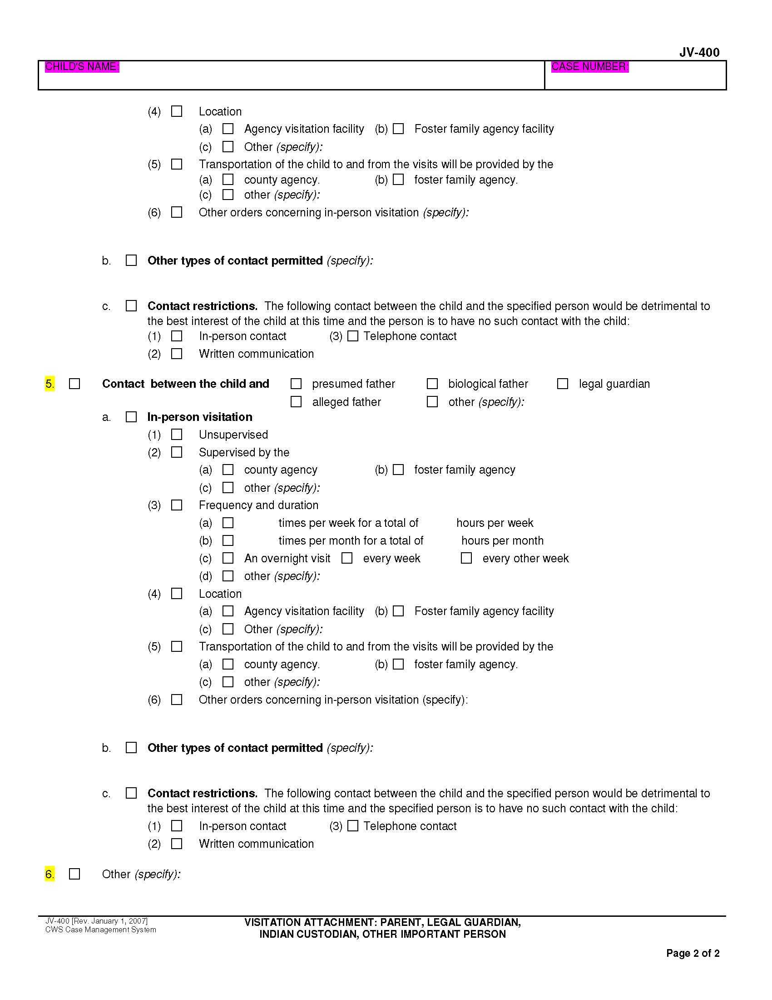 JV-400
CHILD'S NAME: CASE NUMBER:
(4) Location
(a) Agency visitation facility (b) Foster family agency facility
(c) Other (specify):
(5) Transportation of the child to and from the visits will be provided by the
(a) county agency. (b) foster family agency.
(c) other (specify):
(6) Other orders concerning in-person visitation (specify):
b. Other types of contact permitted (specify):
c. Contact restrictions. The following contact between the child and the specified person would be detrimental to
the best interest of the child at this time and the person is to have no such contact with the child:
(1) In-person contact (3) Telephone contact
(2) Written communication
5. Contact between the child and presumed father biological father legal guardian
alleged father other (specify):
a. In-person visitation
(1) Unsupervised
(2) Supervised by the
(a) county agency (b) foster family agency
(c) other (specify):
(3) Frequency and duration
(a) times per week for a total of hours per week
(b) times per month for a total of hours per month
(c) An overnight visit every week every other week
(d) other (specify):
(4) Location
(a) Agency visitation facility (b) Foster family agency facility
(c) Other (specify):
(5) Transportation of the child to and from the visits will be provided by the
(a) county agency. (b) foster family agency.
(c) other (specify):
(6) Other orders concerning in-person visitation (specify):
b. Other types of contact permitted (specify):
c. Contact restrictions. The following contact between the child and the specified person would be detrimental to
the best interest of the child at this time and the specified person is to have no such contact with the child:
(1) In-person contact (3) Telephone contact
(2) Written communication
6. Other (specify):
JV-400 [Rev. January 1, 2007] VISITATION ATTACHMENT: PARENT, LEGAL GUARDIAN,
CWS Case Management System INDIAN CUSTODIAN, OTHER IMPORTANT PERSON
Page 2 of 2